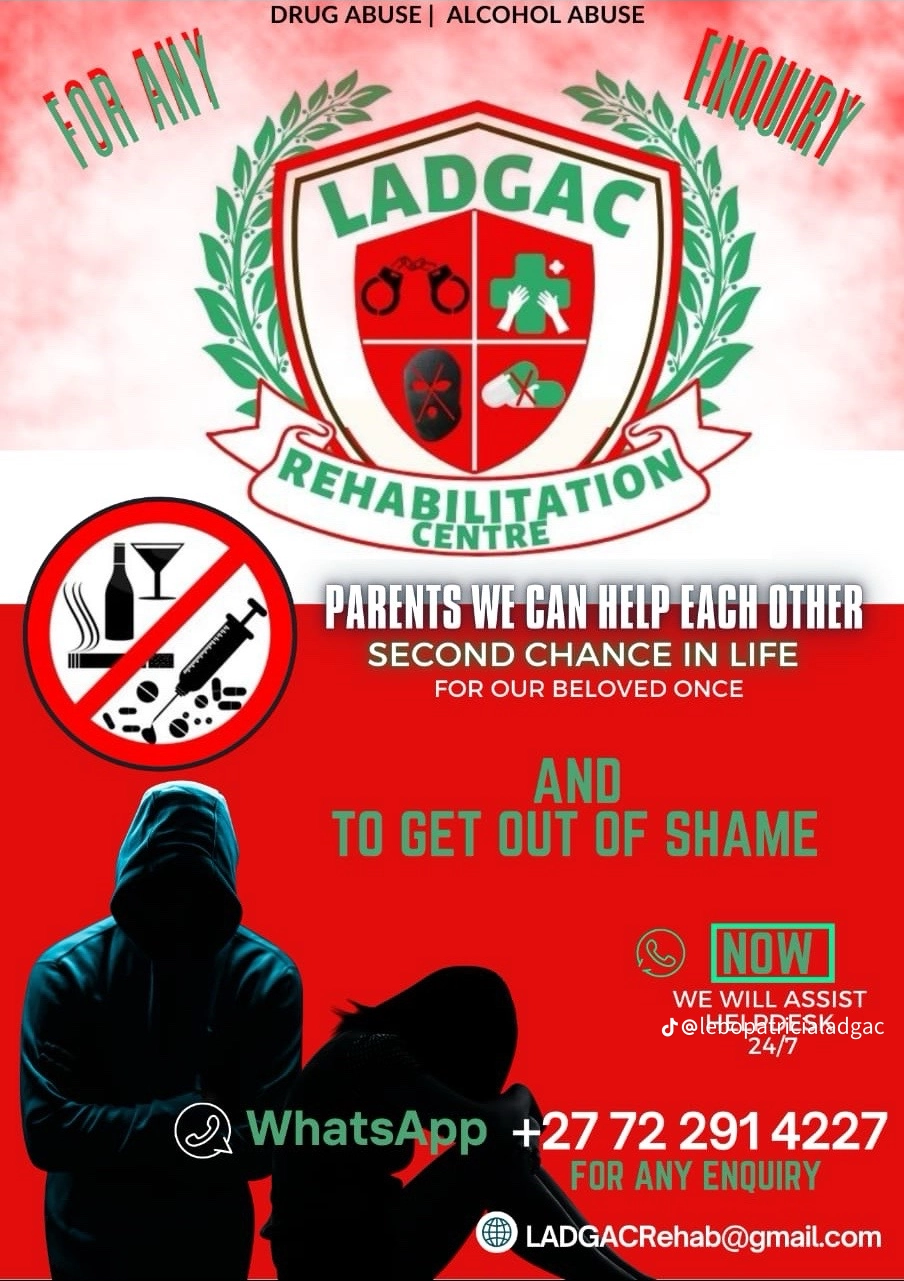 DRUG ABUSE | ALCOHOL ABUSE
FOR ANY
ENQUIRY
LADGAC
REHABILITATION
CENTRE
PARENTS WE CAN HELP EACH OTHER
SECOND CHANCE IN LIFE
FOR OUR BELOVED ONCE
AND
TO GET OUT OF SHAME
NOW
WE WILL ASSIST
HELPDESK
@lebopatricialadgac
24/7
WhatsApp +27 72 291 4227
FOR ANY ENQUIRY
LADGACRehab@gmail.com